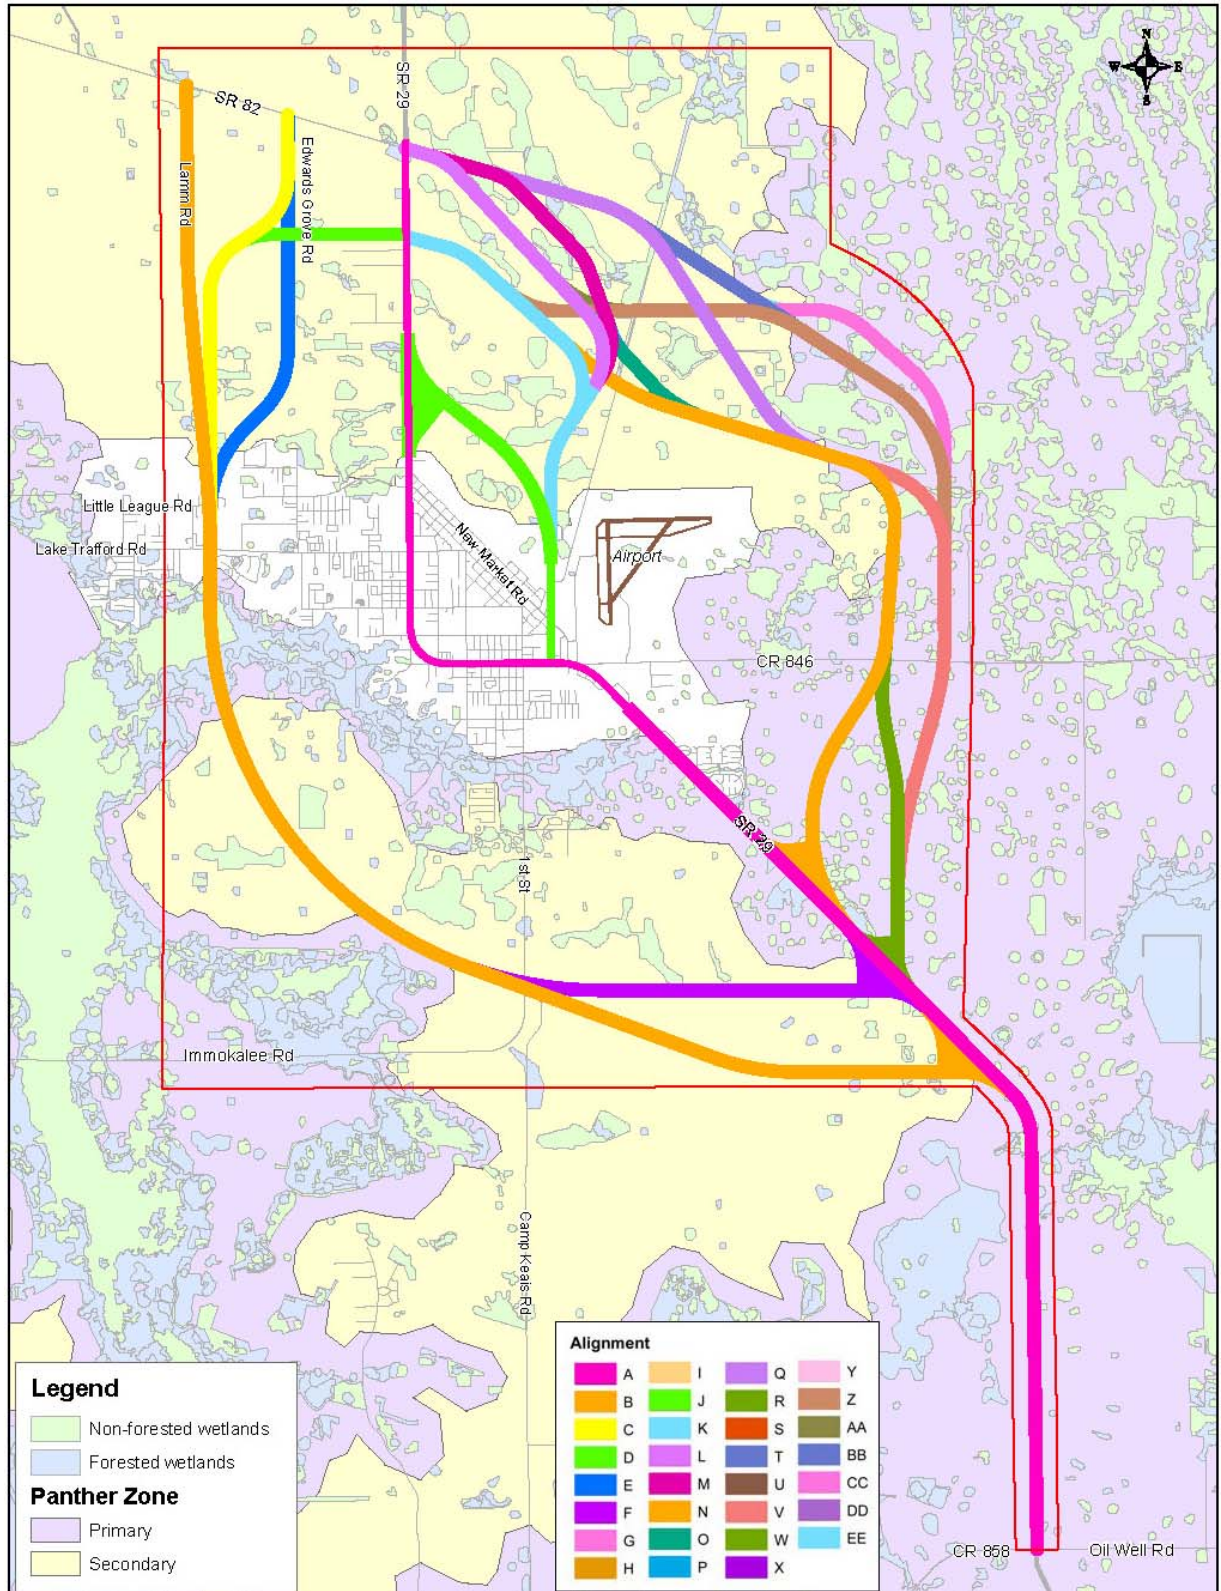 N
W E
S
SR 82
SR 29
Edwards Grove Rd
Lamm Rd
Little League Rd
Lake Trafford Rd
New Market Rd
Airport
CR 846
SR 29
1st St
Immokalee Rd
Camp Keais Rd
CR 858
Oil Well Rd
Legend
Non-forested wetlands
Forested wetlands
Panther Zone
Primary
Secondary
Alignment
A I Q Y
B J R Z
C K S AA
D L T BB
E M U CC
F N V DD
G O W EE
H P X